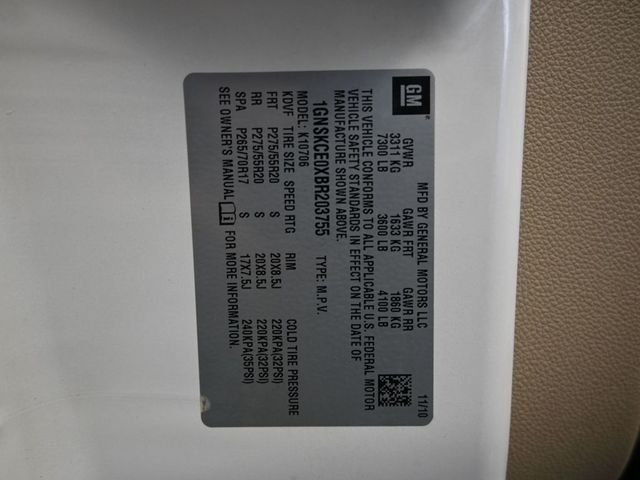 GM
MFD BY GENERAL MOTORS LLC 11/10
GVWR GAWR FRT GAWR RR
3311 KG 1633 KG 1860 KG
7300 LB 3600 LB 4100 LB
THIS VEHICLE CONFORMS TO ALL APPLICABLE U.S. FEDERAL MOTOR
VEHICLE SAFETY STANDARDS IN EFFECT ON THE DATE OF
MANUFACTURE SHOWN ABOVE.
1GNSKCE0XBR203755 TYPE: M.P.V.
MODEL: K10706
KDVF TIRE SIZE SPEED RTG RIM COLD TIRE PRESSURE
FRT P275/55R20 S 20X8.5J 220KPA(32PSI)
RR P275/55R20 S 20X8.5J 220KPA(32PSI)
SPA P265/70R17 S 17X7.5J 240KPA(35PSI)
SEE OWNER'S MANUAL FOR MORE INFORMATION.